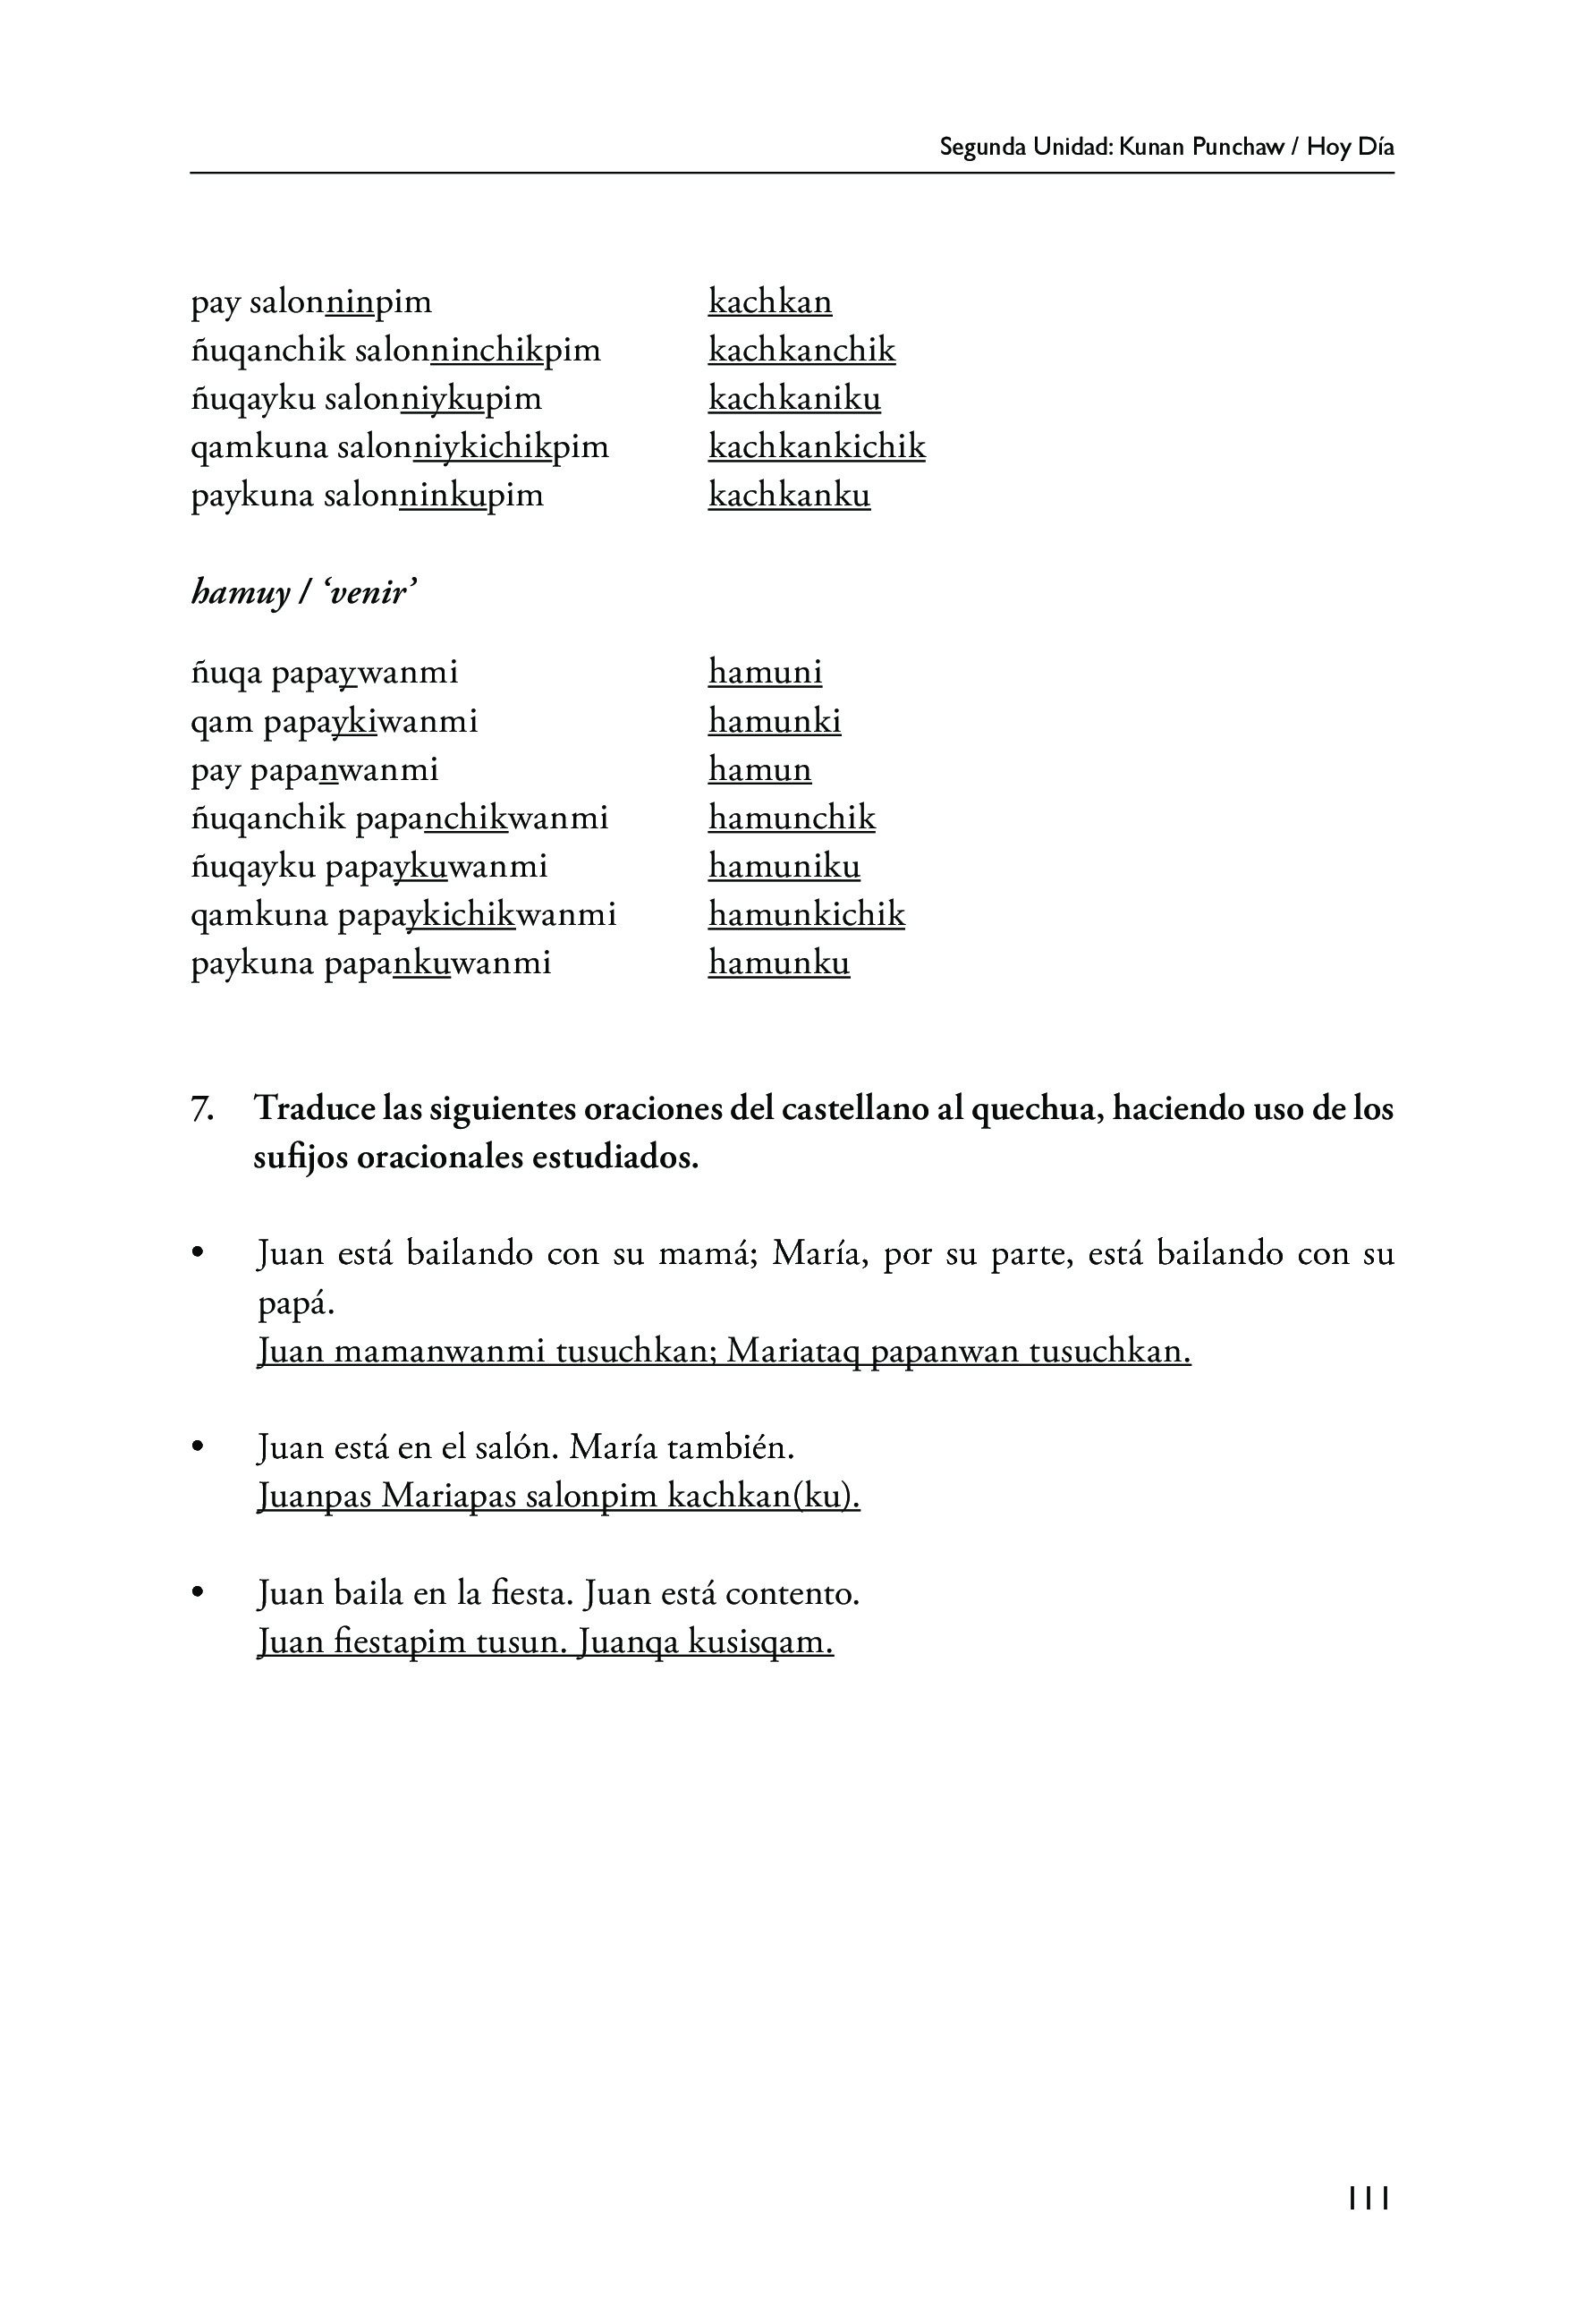 Segunda Unidad: Kunan Punchaw / Hoy Día
pay salonninpim kachkan
ñuqanchik salonninchikpim kachkanchik
ñuqayku salonniykupim kachkaniku
qamkuna salonniykichikpim kachkankichik
paykuna salonninkupim kachkanku
hamuy / ‘venir’
ñuqa papaywanmi hamuni
qam papaykiwanmi hamunki
pay papanwanmi hamun
ñuqanchik papanchikwanmi hamunchik
ñuqayku papaykuwanmi hamuniku
qamkuna papaykichikwanmi hamunkichik
paykuna papankuwanmi hamunku
7. Traduce las siguientes oraciones del castellano al quechua, haciendo uso de los
sufijos oracionales estudiados.
• Juan está bailando con su mamá; María, por su parte, está bailando con su
papá.
Juan mamanwanmi tusuchkan; Mariataq papanwan tusuchkan.
• Juan está en el salón. María también.
Juanpas Mariapas salonpim kachkan(ku).
• Juan baila en la fiesta. Juan está contento.
Juan fiestapim tusun. Juanqa kusisqam.
111